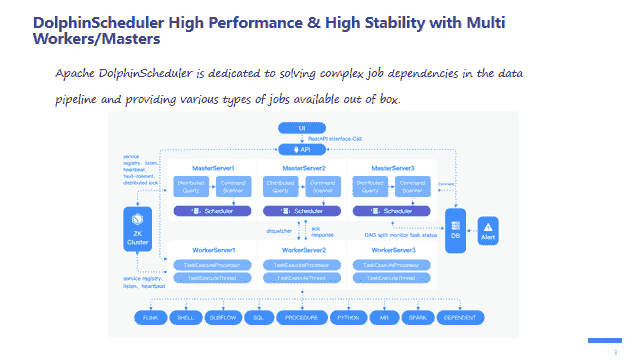 DolphinScheduler High Performance & High Stability with Multi
Workers/Masters
Apache DolphinScheduler is dedicated to solving complex job dependencies in the data
pipeline and providing various types of jobs available out of box.
UI
RestAPI Interface Call
API
service
registry, listen,
heartbeat,
fault-tolerant,
distributed lock
MasterServer1
MasterServer2
MasterServer3
Distributed
Quartz
Command
Scanner
Distributed
Quartz
Command
Scanner
Distributed
Quartz
Command
Scanner
command
Scheduler
Scheduler
Scheduler
ZK
Cluster
dispatcher
ack
response
DAG split monitor task status
DB
Alert
WorkerServer1
WorkerServer2
WorkerServer3
TaskExecuteProcessor
TaskExecuteProcessor
TaskExecuteProcessor
TaskExecuteThread
TaskExecuteThread
TaskExecuteThread
service registry,
listen, heartbeat
FLINK
SHELL
SUBFLOW
SQL
PROCEDURE
PYTHON
MR
SPARK
DEPENDENT
3